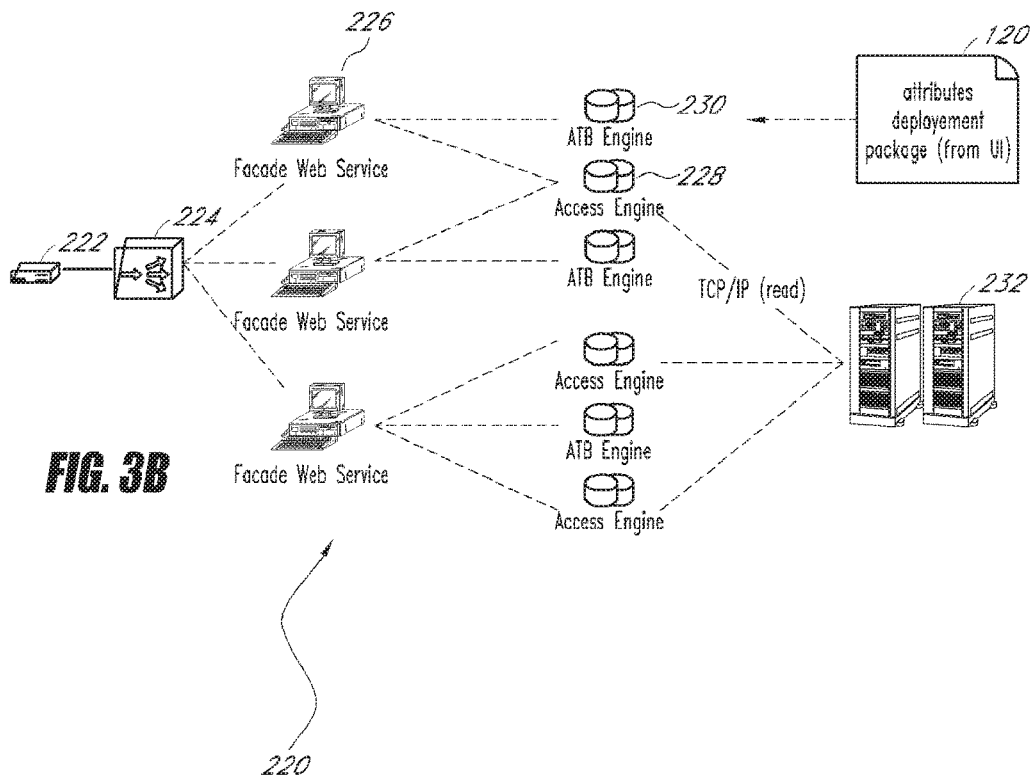 226
120
attributes
deployement
package (from UI)
230
ATB Engine
Facade Web Service
228
Access Engine
224
222
ATB Engine
TCP/IP (read)
232
Facade Web Service
Access Engine
ATB Engine
FIG. 3B
Facade Web Service
Access Engine
220